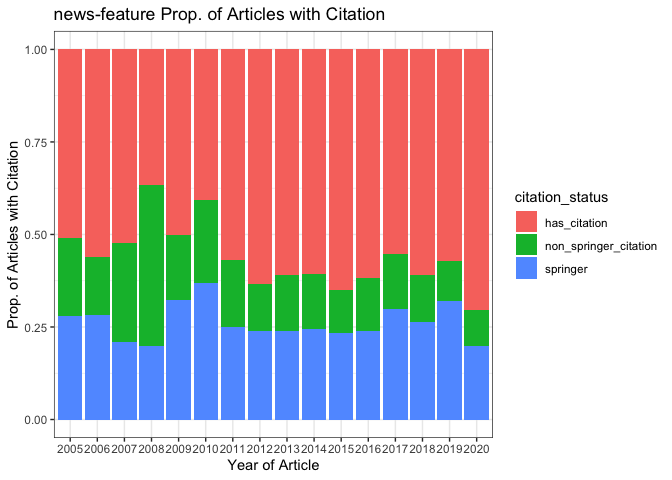 news-feature Prop. of Articles with Citation
Prop. of Articles with Citation
1.00
0.75
0.50
0.25
0.00
2005 2006 2007 2008 2009 2010 2011 2012 2013 2014 2015 2016 2017 2018 2019 2020
Year of Article
citation_status
has_citation
non_springer_citation
springer